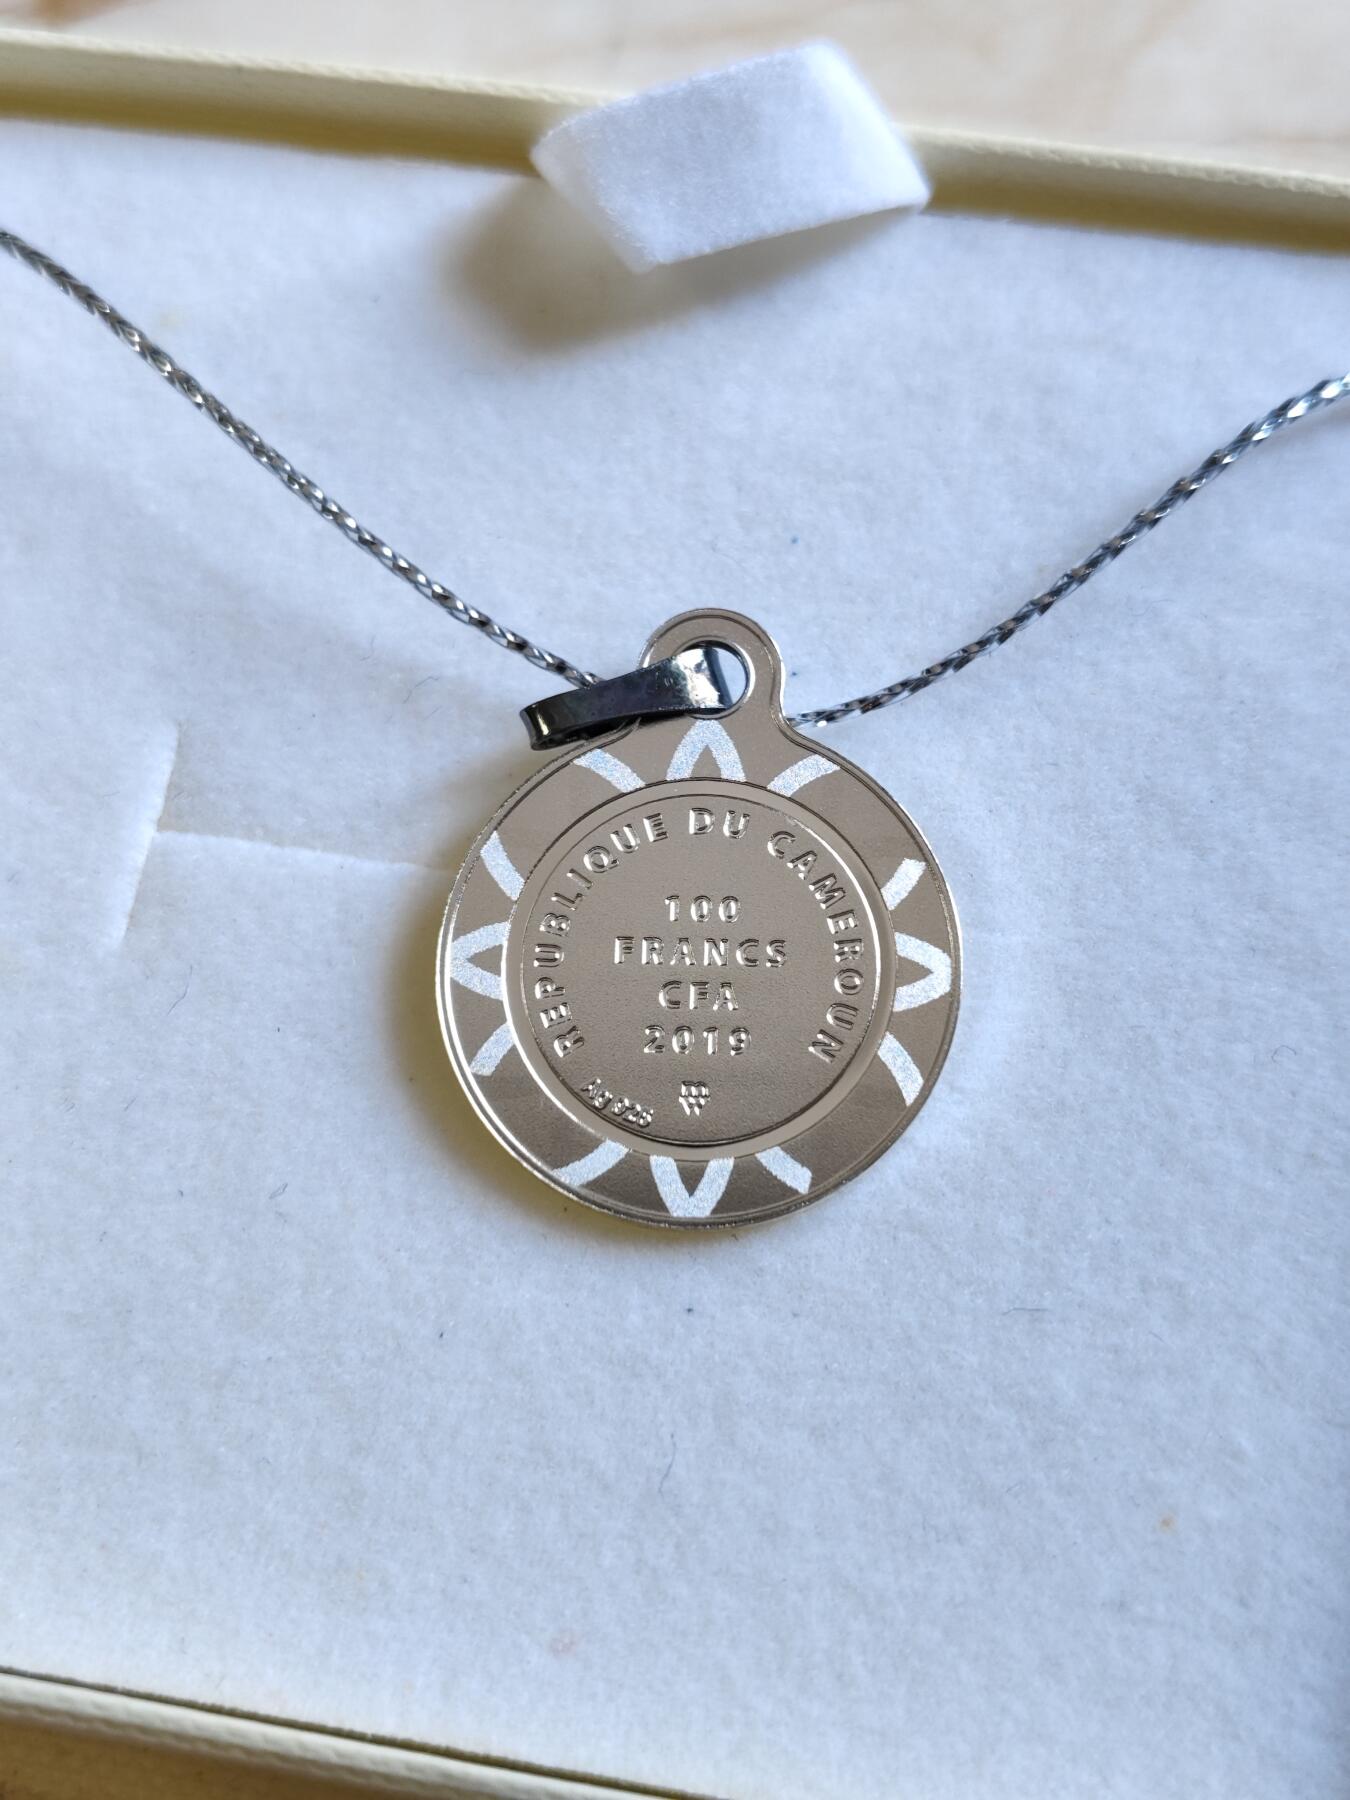 REPUBLIQUE DU CAMEROUN
100
FRANCS
CFA
2019
Ag 925